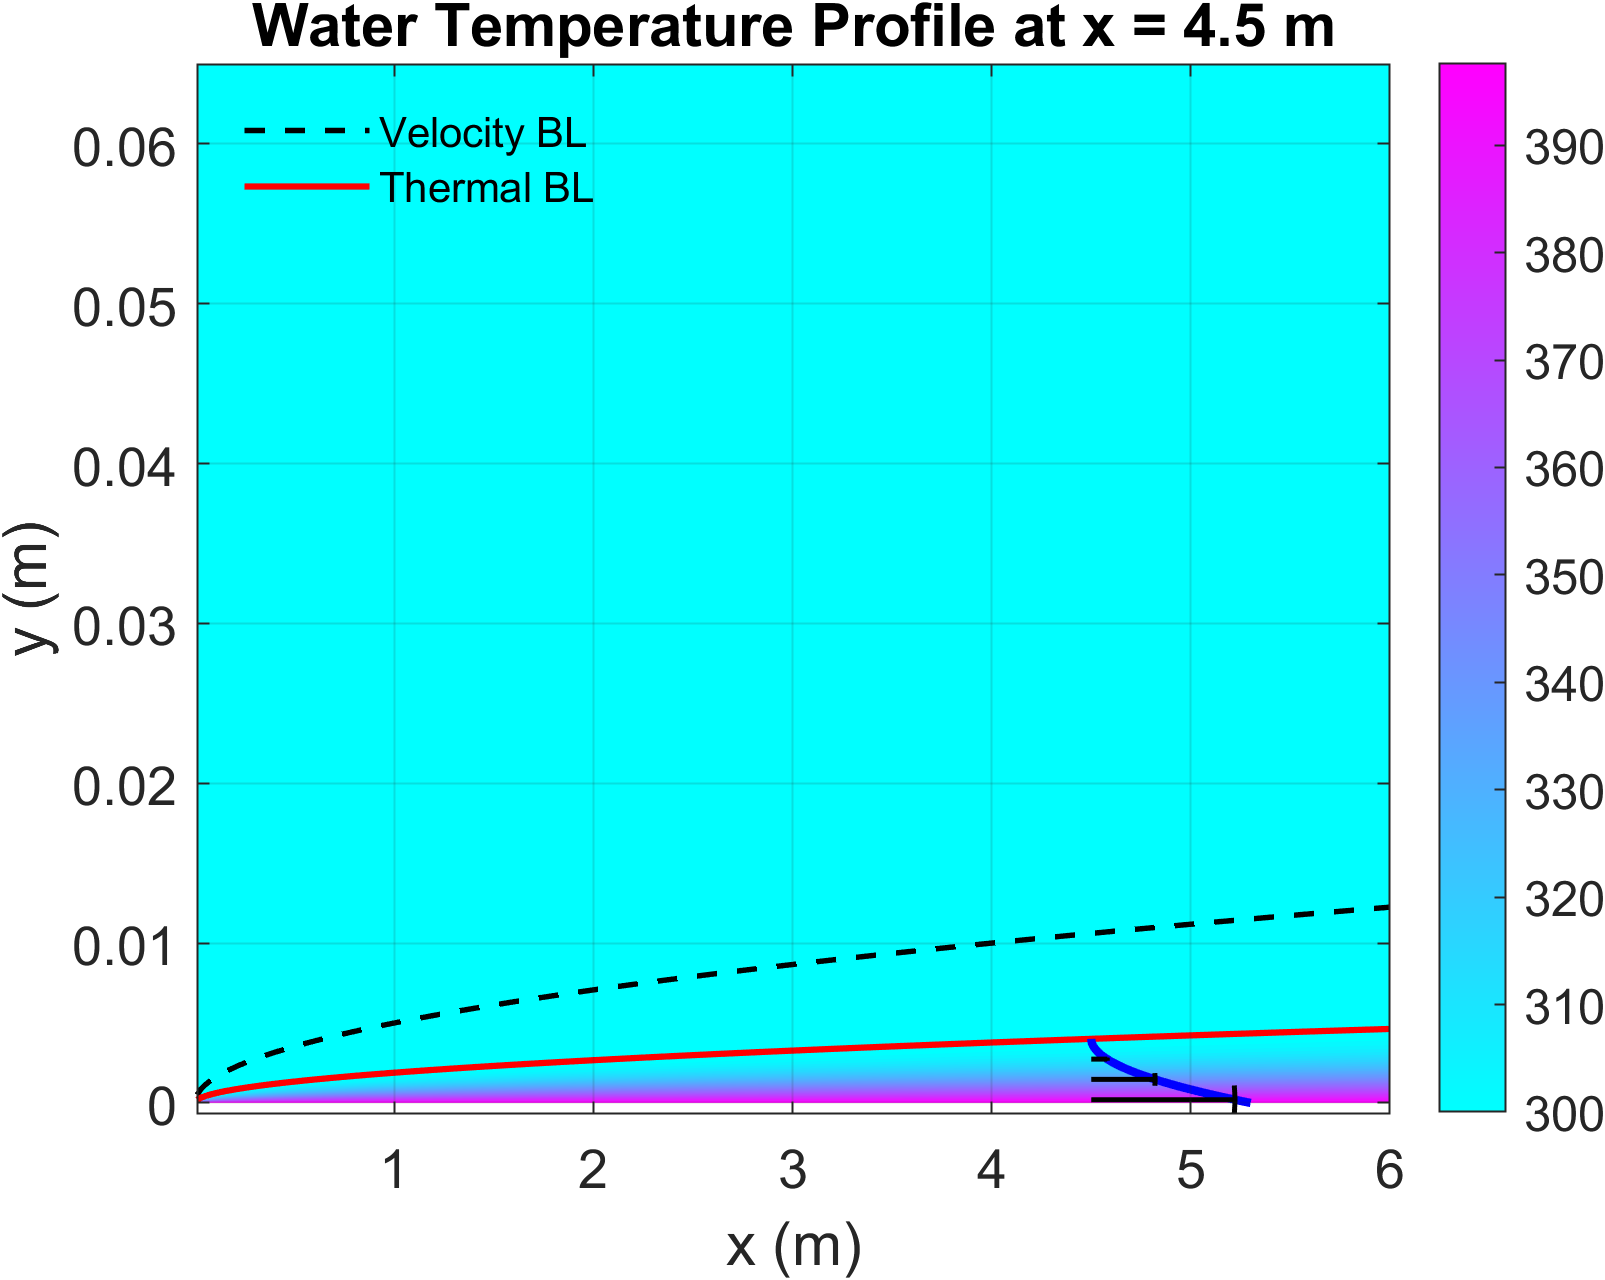 Water Temperature Profile at x = 4.5 m
Velocity BL
Thermal BL
y (m)
0.06
0.05
0.04
0.03
0.02
0.01
0
1 2 3 4 5 6
x (m)
390
380
370
360
350
340
330
320
310
300